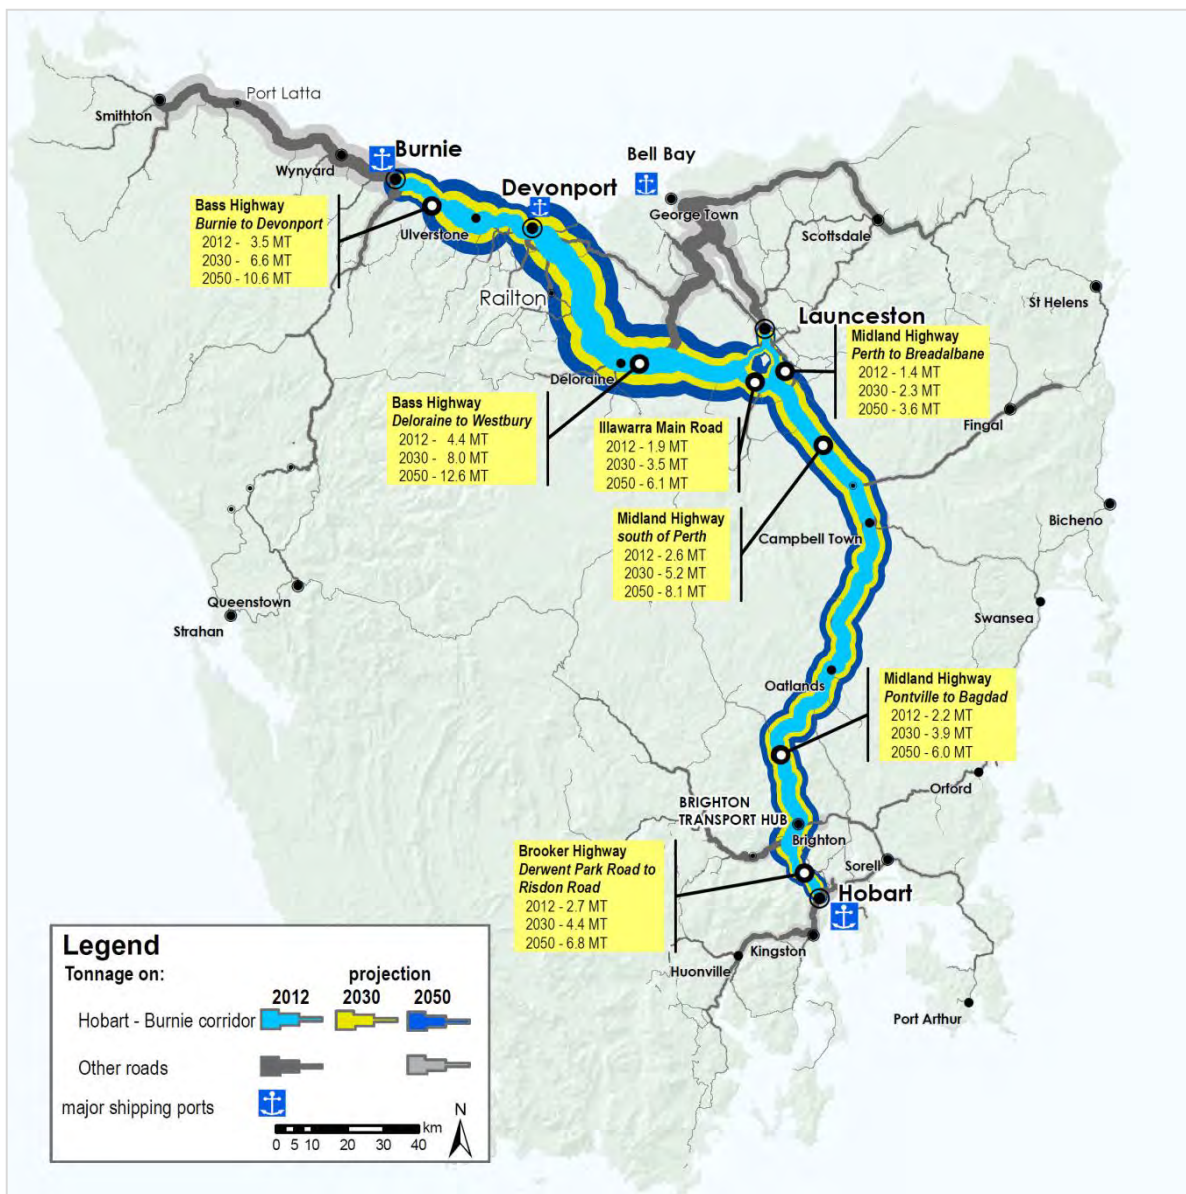 Port Latta
Smithton
Burnie
Wynyard
Bell Bay
Devonport
George Town
Bass Highway
Burnie to Devonport
2012 - 3.5 MT
2030 - 6.6 MT
2050 - 10.6 MT
Ulverstone
Scottsdale
Railton
St Helens
Launceston
Midland Highway
Perth to Breadalbane
2012 - 1.4 MT
2030 - 2.3 MT
2050 - 3.6 MT
Deloraine
Bass Highway
Deloraine to Westbury
2012 - 4.4 MT
2030 - 8.0 MT
2050 - 12.6 MT
Illawarra Main Road
2012 - 1.9 MT
2030 - 3.5 MT
2050 - 6.1 MT
Fingal
Midland Highway
south of Perth
2012 - 2.6 MT
2030 - 5.2 MT
2050 - 8.1 MT
Campbell Town
Bicheno
Queenstown
Strahan
Swansea
Oatlands
Midland Highway
Pontville to Bagdad
2012 - 2.2 MT
2030 - 3.9 MT
2050 - 6.0 MT
Orford
BRIGHTON
TRANSPORT HUB
Brighton
Sorell
Brooker Highway
Derwent Park Road to
Risdon Road
2012 - 2.7 MT
2030 - 4.4 MT
2050 - 6.8 MT
Hobart
Kingston
Huonville
Port Arthur
Legend
Tonnage on: projection
2012 2030 2050
Hobart - Burnie corridor
Other roads
major shipping ports
N
km
0 5 10 20 30 40